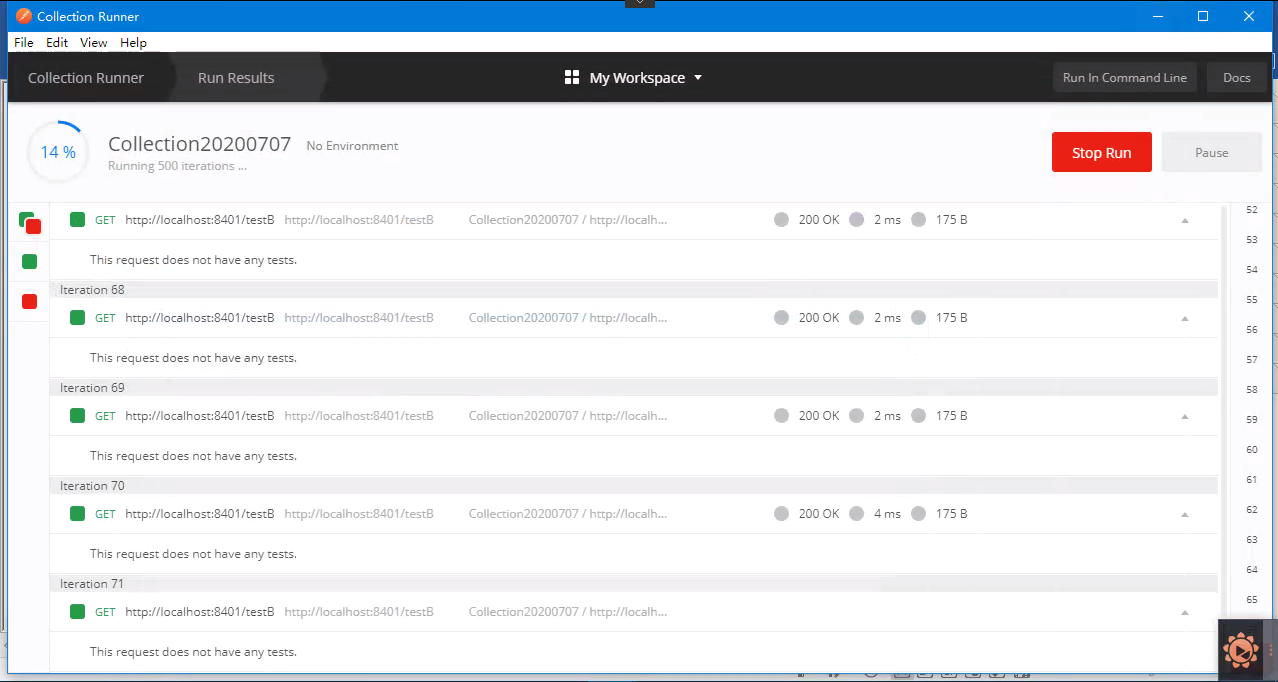 Collection Runner
File Edit View Help
Collection Runner Run Results My Workspace Run In Command Line Docs
14 % Collection20200707 No Environment Stop Run Pause
Running 500 iterations ...
GET http://localhost:8401/testB http://localhost:8401/testB Collection20200707 / http://localh... 200 OK 2 ms 175 B
This request does not have any tests.
Iteration 68
GET http://localhost:8401/testB http://localhost:8401/testB Collection20200707 / http://localh... 200 OK 2 ms 175 B
This request does not have any tests.
Iteration 69
GET http://localhost:8401/testB http://localhost:8401/testB Collection20200707 / http://localh... 200 OK 2 ms 175 B
This request does not have any tests.
Iteration 70
GET http://localhost:8401/testB http://localhost:8401/testB Collection20200707 / http://localh... 200 OK 4 ms 175 B
This request does not have any tests.
Iteration 71
GET http://localhost:8401/testB http://localhost:8401/testB Collection20200707 / http://localh...
This request does not have any tests.
52
53
54
55
56
57
58
59
60
61
62
63
64
65